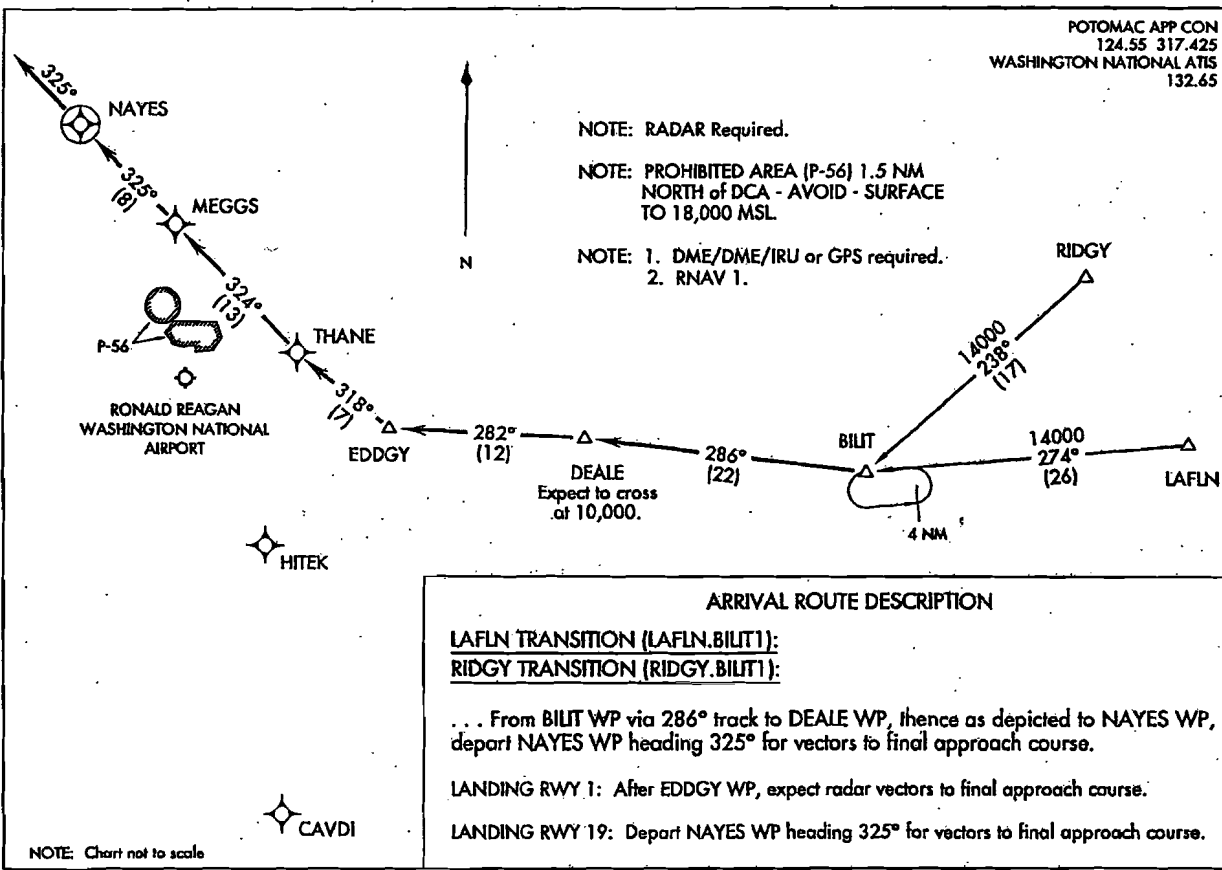 POTOMAC APP CON
124.55 317.425
WASHINGTON NATIONAL ATIS
132.65
325°
NAYES
325°
(8)
MEGGS
324°
(13)
P-56
THANE
RONALD REAGAN
WASHINGTON NATIONAL
AIRPORT
318°
(7)
EDDGY
N
NOTE: RADAR Required.
NOTE: PROHIBITED AREA (P-56) 1.5 NM
NORTH of DCA - AVOID - SURFACE
TO 18,000 MSL
NOTE: 1. DME/DME/IRU or GPS required.
2. RNAV 1.
RIDGY
14000
238°
(17)
282°
(12)
DEALE
Expect to cross
at 10,000.
286°
(22)
BILIT
14000
274°
(26)
LAFLN
4 NM
HITEK
CAVDI
NOTE: Chart not to scale
ARRIVAL ROUTE DESCRIPTION
LAFLN TRANSITION (LAFLN.BILIT1):
RIDGY TRANSITION (RIDGY.BILIT1):
. . . From BILIT WP via 286° track to DEALE WP, thence as depicted to NAYES WP,
depart NAYES WP heading 325° for vectors to final approach course.
LANDING RWY 1: After EDDGY WP, expect radar vectors to final approach course.
LANDING RWY 19: Depart NAYES WP heading 325° for vectors to final approach course.